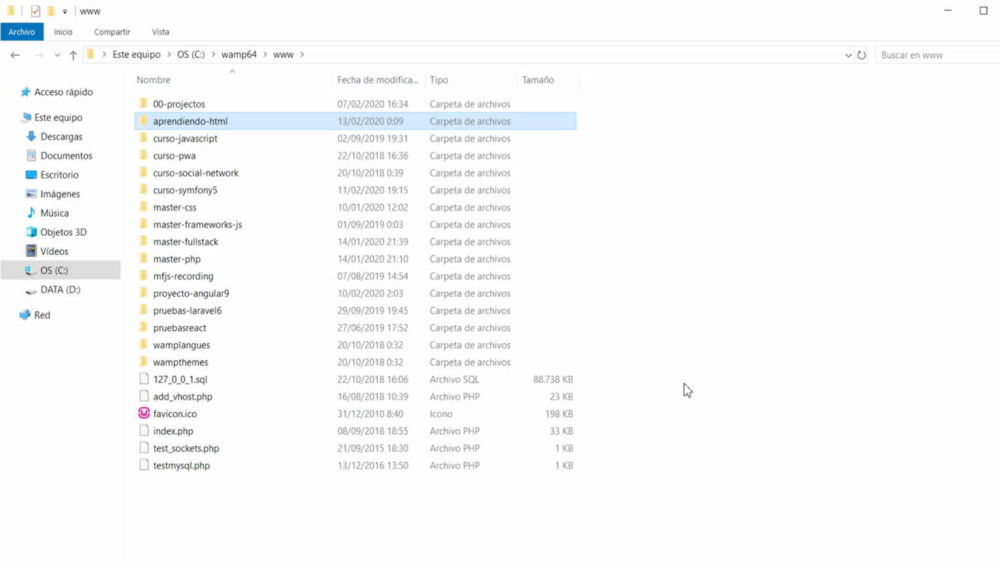 www
Archivo Inicio Compartir Vista
Este equipo OS (C:) wamp64 www Buscar en www
Nombre Fecha de modifica... Tipo Tamaño
Acceso rápido
Este equipo
Descargas
Documentos
Escritorio
Imágenes
Música
Objetos 3D
Vídeos
OS (C:)
DATA (D:)
Red
00-projectos 07/02/2020 16:34 Carpeta de archivos
aprendiendo-html 13/02/2020 0:09 Carpeta de archivos
curso-javascript 02/09/2019 19:31 Carpeta de archivos
curso-pwa 22/10/2018 16:36 Carpeta de archivos
curso-social-network 20/10/2018 0:39 Carpeta de archivos
curso-symfony5 11/02/2020 19:15 Carpeta de archivos
master-css 10/01/2020 12:02 Carpeta de archivos
master-frameworks-js 01/09/2019 0:03 Carpeta de archivos
master-fullstack 14/01/2020 21:39 Carpeta de archivos
master-php 14/01/2020 21:10 Carpeta de archivos
mfjs-recording 07/08/2019 14:54 Carpeta de archivos
proyecto-angular9 10/02/2020 2:03 Carpeta de archivos
pruebas-laravel6 29/09/2019 19:45 Carpeta de archivos
pruebasreact 27/06/2019 17:52 Carpeta de archivos
wamplangues 20/10/2018 0:32 Carpeta de archivos
wampthemes 20/10/2018 0:32 Carpeta de archivos
127_0_0_1.sql 22/10/2018 16:06 Archivo SQL 88.738 KB
add_vhost.php 16/08/2018 10:39 Archivo PHP 23 KB
favicon.ico 31/12/2010 8:40 Icono 198 KB
index.php 08/09/2018 18:55 Archivo PHP 33 KB
test_sockets.php 21/09/2015 18:30 Archivo PHP 1 KB
testmysql.php 13/12/2016 13:50 Archivo PHP 1 KB